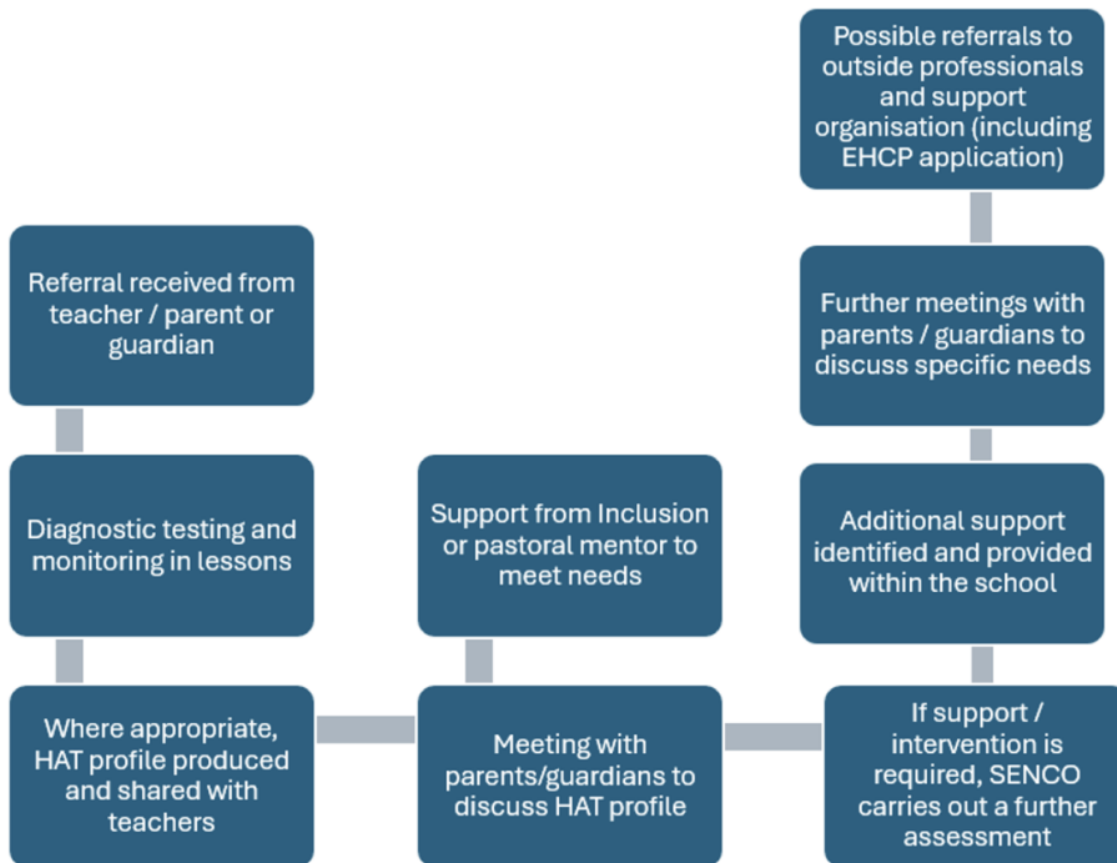 Referral received from
teacher / parent or
guardian
Diagnostic testing and
monitoring in lessons
Where appropriate,
HAT profile produced
and shared with
teachers
Meeting with
parents/guardians to
discuss HAT profile
Support from Inclusion
or pastoral mentor to
meet needs
If support /
intervention is
required, SENCO
carries out a further
assessment
Additional support
identified and provided
within the school
Further meetings with
parents / guardians to
discuss specific needs
Possible referrals to
outside professionals
and support
organisation (including
EHCP application)